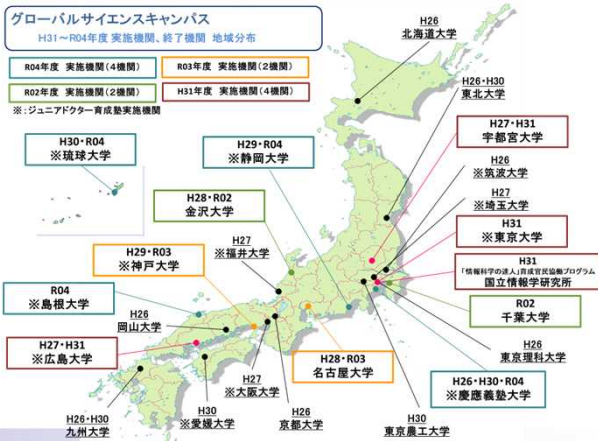 グローバルサイエンスキャンパス
H31～R04年度 実施機関、終了機関 地域分布
R04年度 実施機関(4機関)
R03年度 実施機関(2機関)
R02年度 実施機関(2機関)
H31年度 実施機関(4機関)
※:ジュニアドクター育成塾実施機関
H26
北海道大学
H26・H30
東北大学
H27・H31
宇都宮大学
H30・R04
※琉球大学
H29・R04
※静岡大学
H26
※筑波大学
H28・R02
金沢大学
H27
※埼玉大学
H31
※東京大学
H29・R03
※神戸大学
H27
※福井大学
H31
「情報科学の達人」育成官民協働プログラム
国立情報学研究所
R04
※島根大学
R02
千葉大学
H26
岡山大学
H27・H31
※広島大学
H26
東京理科大学
H28・R03
名古屋大学
H26・H30・R04
※慶應義塾大学
H27
※大阪大学
H26・H30
九州大学
H30
※愛媛大学
H26
京都大学
H30
東京農工大学